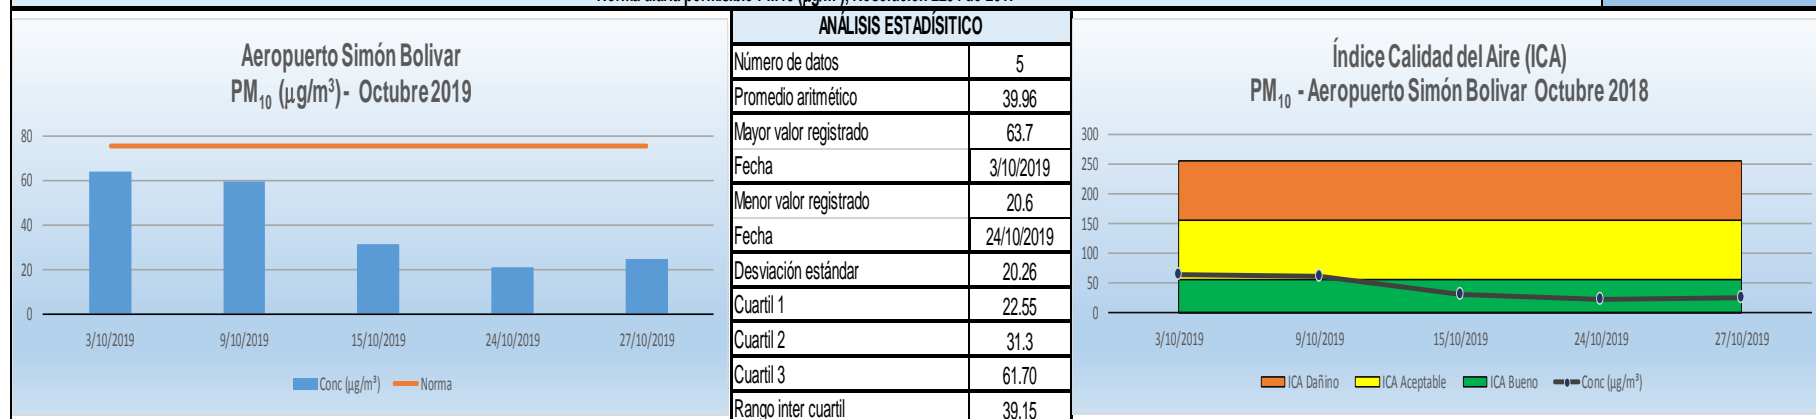 Aeropuerto Simón Bolivar
PM₁₀ (µg/m³) - Octubre 2019
80
60
40
20
0
3/10/2019 9/10/2019 15/10/2019 24/10/2019 27/10/2019
Conc (µg/m³) Norma
ANÁLISIS ESTADÍSITICO
Número de datos 5
Promedio aritmético 39.96
Mayor valor registrado 63.7
Fecha 3/10/2019
Menor valor registrado 20.6
Fecha 24/10/2019
Desviación estándar 20.26
Cuartil 1 22.55
Cuartil 2 31.3
Cuartil 3 61.70
Rango inter cuartil 39.15
Índice Calidad del Aire (ICA)
PM₁₀ - Aeropuerto Simón Bolivar Octubre 2018
300
250
200
150
100
50
0
3/10/2019 9/10/2019 15/10/2019 24/10/2019 27/10/2019
ICA Dañino ICA Aceptable ICA Bueno Conc (µg/m³)